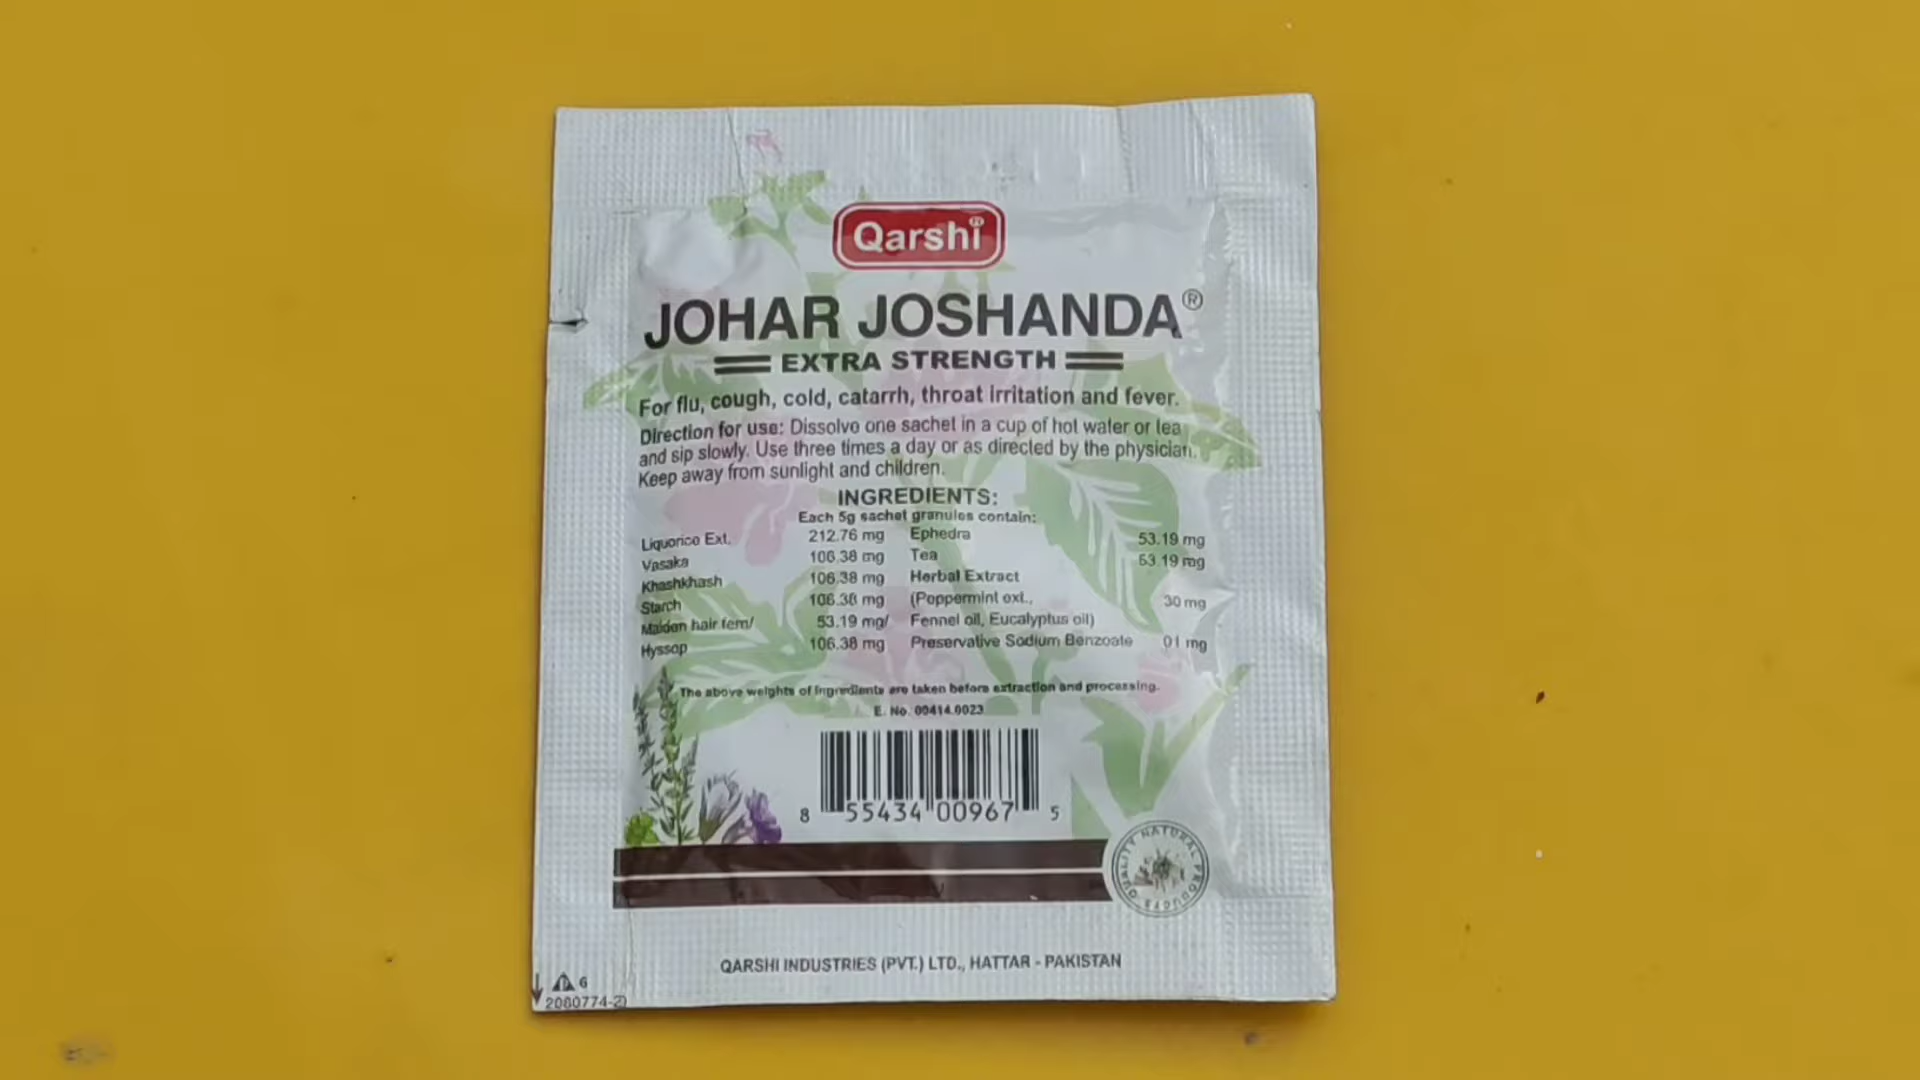 Qarshi
JOHAR JOSHANDA®
EXTRA STRENGTH
For flu, cough, cold, catarrh, throat irritation and fever.
Direction for use: Dissolve one sachet in a cup of hot water or tea
and sip slowly. Use three times a day or as directed by the physician.
Keep away from sunlight and children.
INGREDIENTS:
Each 5g sachet granules contain:
Liquorice Ext. 212.76 mg Ephedra 53.19 mg
Vasaka 106.38 mg Tea 53.19 mg
Khashkhash 106.38 mg Herbal Extract
Starch 106.38 mg (Peppermint ext., 30 mg
Maiden hair fern/ 53.19 mg/ Fennel oil, Eucalyptus oil)
Hyssop 106.38 mg Preservative Sodium Benzoate 01 mg
The above weights of ingredients are taken before extraction and processing.
E. No. 00414.0023
8 55434 00967 5
QUALITY NATURAL PRODUCTS
QARSHI INDUSTRIES (PVT.) LTD., HATTAR - PAKISTAN
6
2080774-2